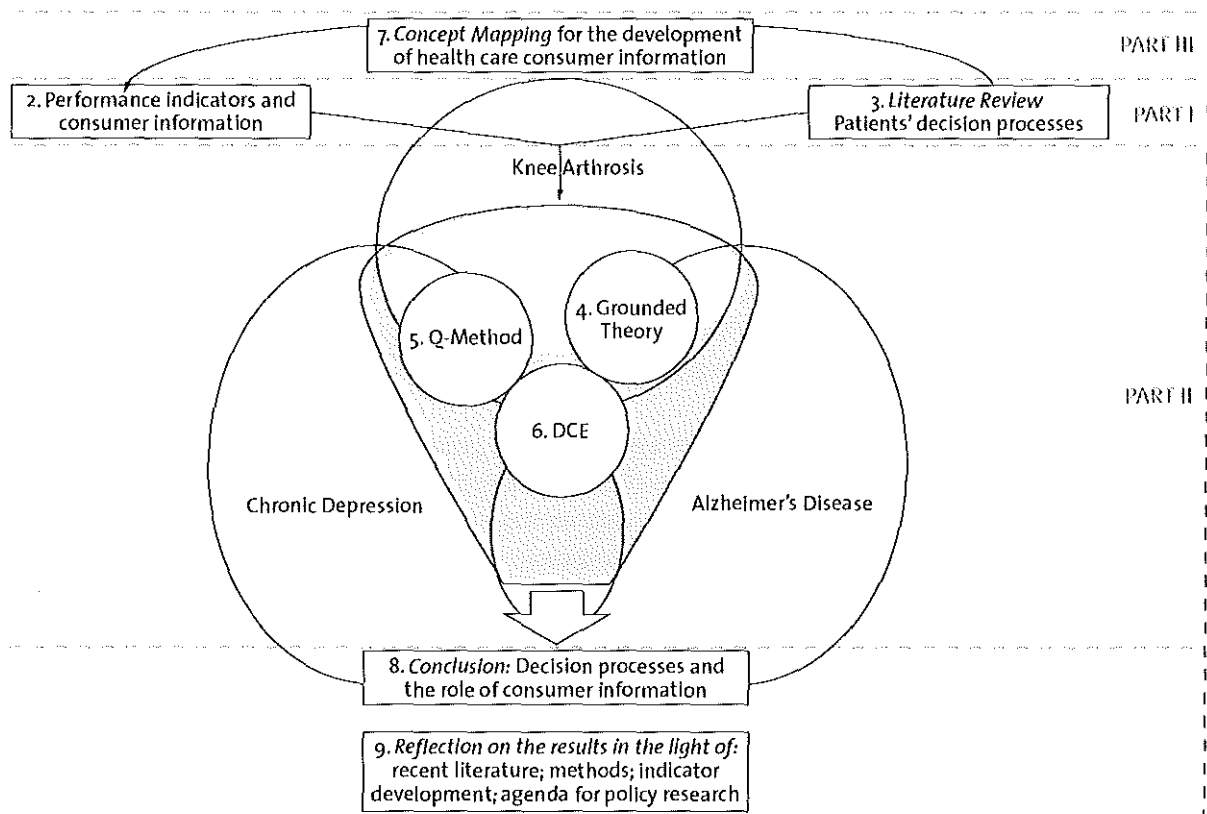 7. Concept Mapping for the development
of health care consumer information
PART III
2. Performance indicators and
consumer information
3. Literature Review
Patients' decision processes
PART I
Knee Arthrosis
4. Grounded
Theory
5. Q-Method
PART II
6. DCE
Chronic Depression
Alzheimer's Disease
8. Conclusion: Decision processes and
the role of consumer information
9. Reflection on the results in the light of:
recent literature; methods; indicator
development; agenda for policy research